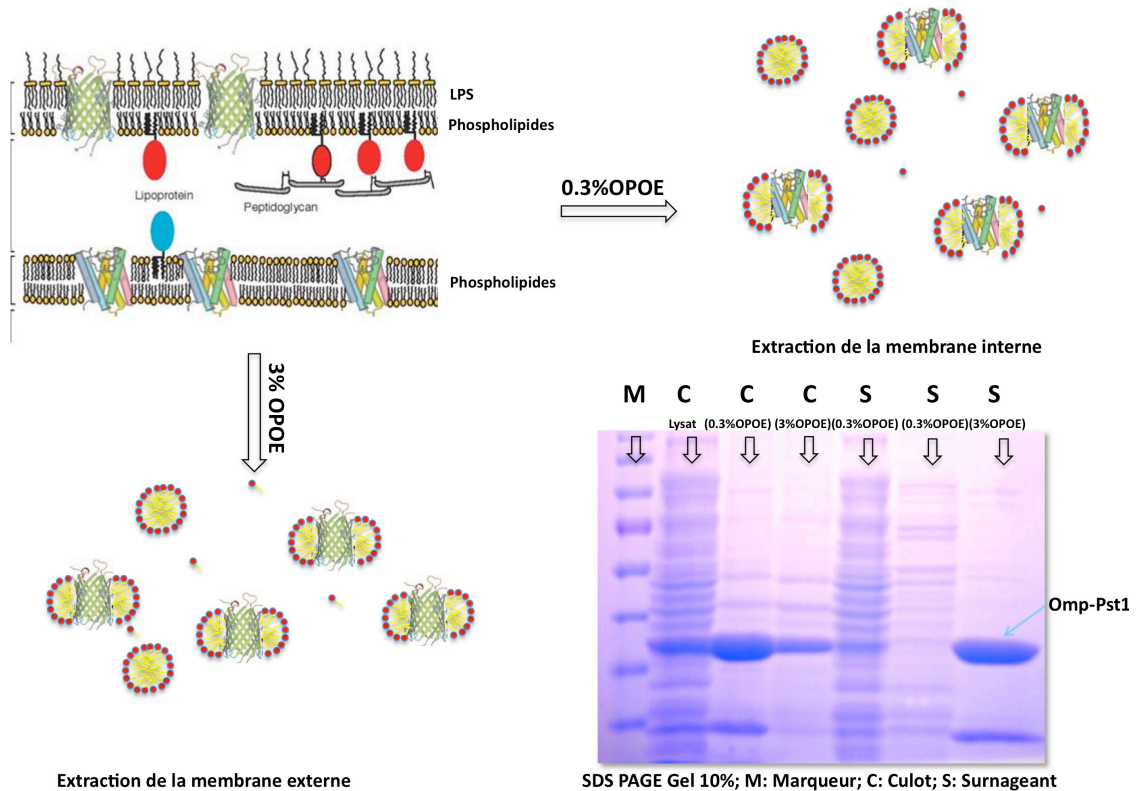 LPS
Phospholipides
Lipoprotein
Peptidoglycan
Phospholipides
0.3%OPOE
Extraction de la membrane interne
3% OPOE
Extraction de la membrane externe
M C C C S S S
Lysat (0.3%OPOE) (3%OPOE)(0.3%OPOE) (0.3%OPOE)(3%OPOE)
Omp-Pst1
SDS PAGE Gel 10%; M: Marqueur; C: Culot; S: Surnageant